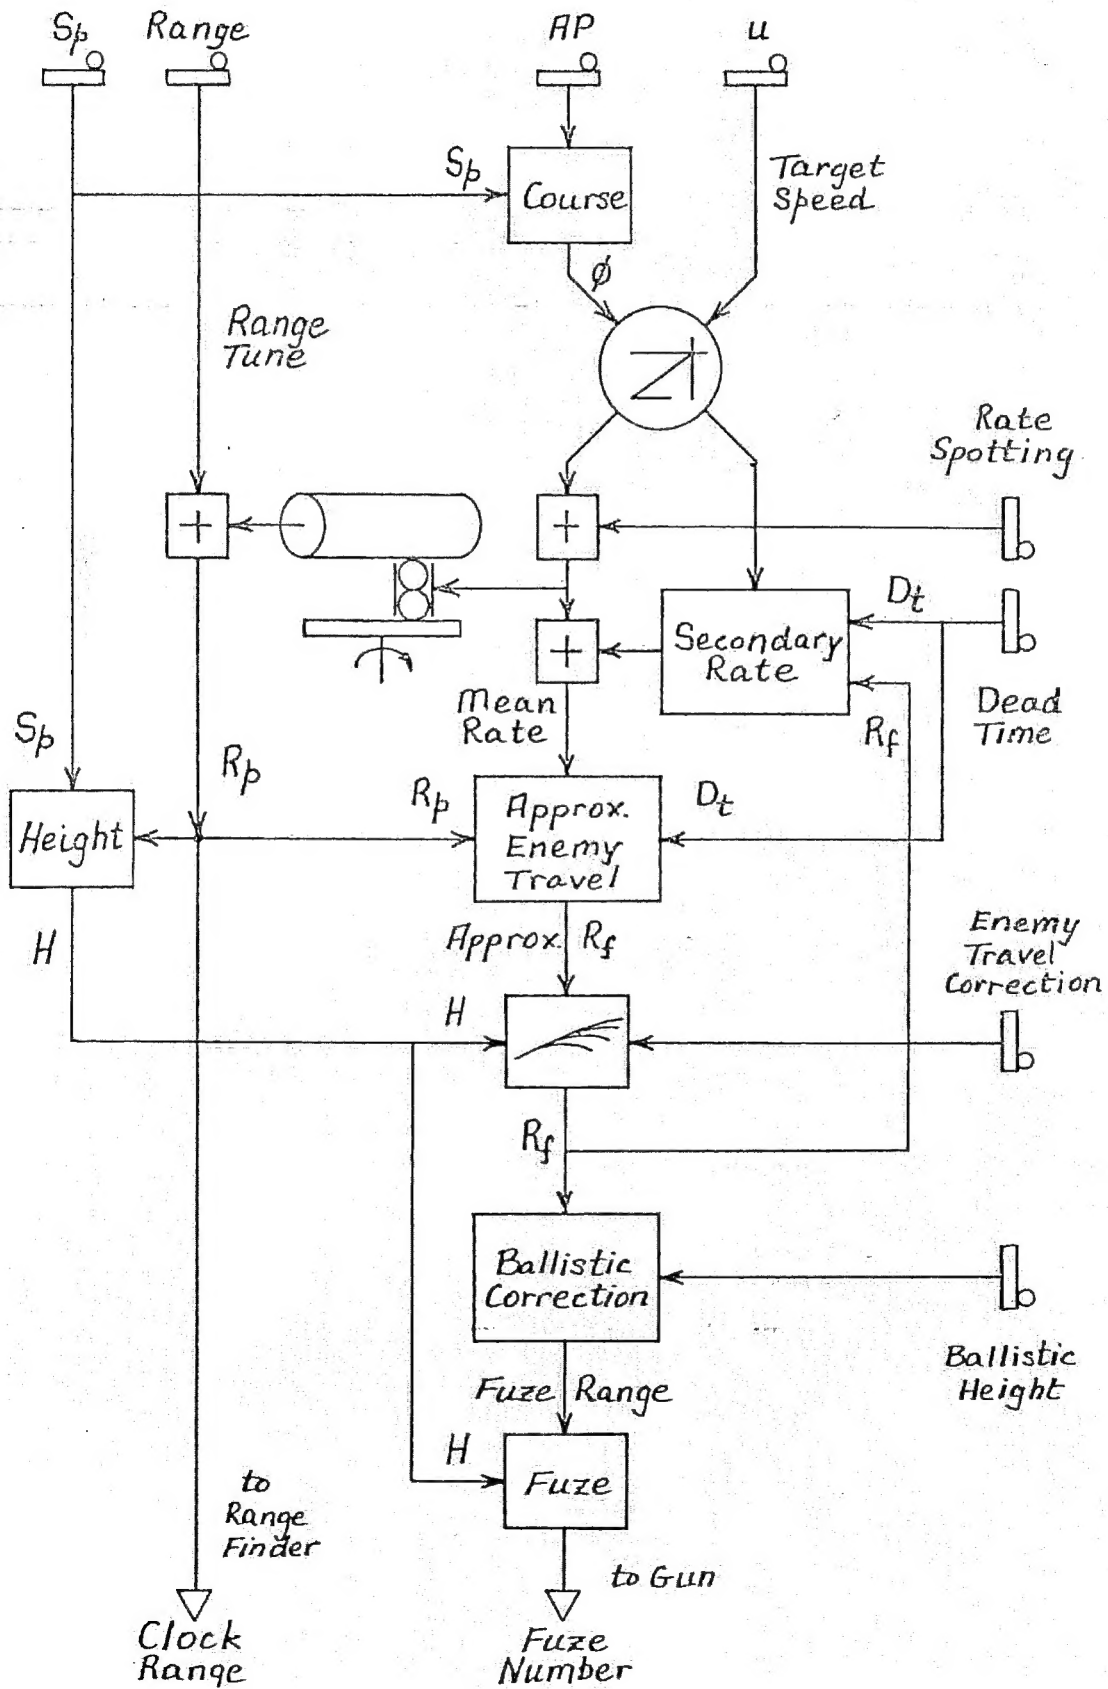 Sp
Range
AP
u
Sp
Course
Target
Speed
φ
Range
Tune
Rate
Spotting
+
+
Dt
Secondary
Rate
+
Mean
Rate
Dead
Time
Rf
Sp
Rp
Rp
Dt
Height
Approx.
Enemy
Travel
H
Approx. Rf
Enemy
Travel
Correction
H
Rf
Ballistic
Correction
Ballistic
Height
Fuze Range
H
Fuze
to
Range
Finder
to Gun
Clock
Range
Fuze
Number